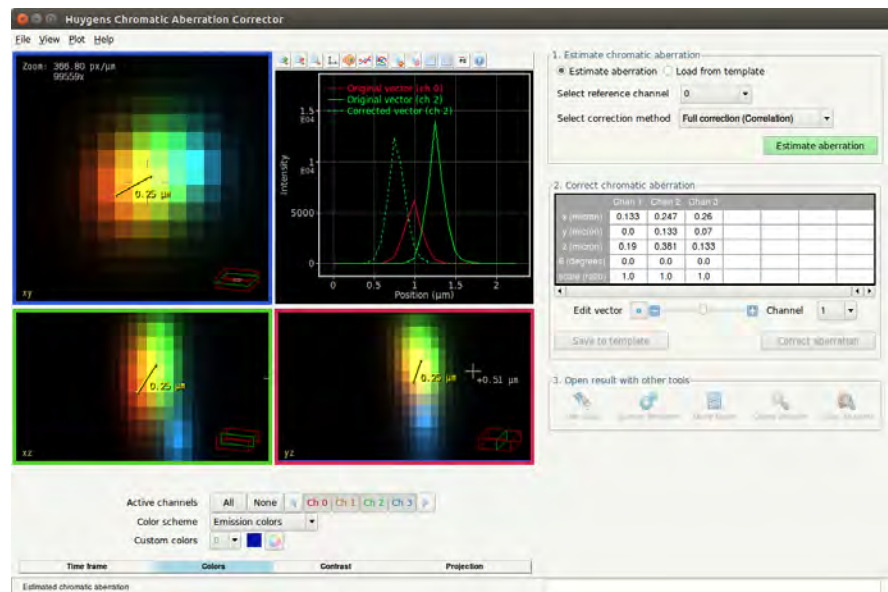 Huygens Chromatic Aberration Corrector
File View Plot Help
Zoom: 366.80 px/µm
99559x
0.25 µm
xy
Original vector (ch 0)
Original vector (ch 2)
Corrected vector (ch 2)
1.5
E04
1
E04
5000
0
Intensity
0 0.5 1 1.5 2
Position (µm)
0.25 µm
xz
0.25 µm
+0.51 µm
yz
Active channels All None Ch 0 Ch 1 Ch 2 Ch 3
Color scheme Emission colors
Custom colors 0
Time frame Colors Contrast Projection
Estimated chromatic aberration
1. Estimate chromatic aberration
Estimate aberration Load from template
Select reference channel 0
Select correction method Full correction (Correlation)
Estimate aberration
2. Correct chromatic aberration
Chan 1 Chan 2 Chan 3
x (micron) 0.133 0.247 0.26
y (micron) 0.0 0.133 0.07
z (micron) 0.19 0.381 0.133
(degrees) 0.0 0.0 0.0
scale (ratio) 1.0 1.0 1.0
Edit vector Channel 1
Save to template Correct aberration
3. Open result with other tools